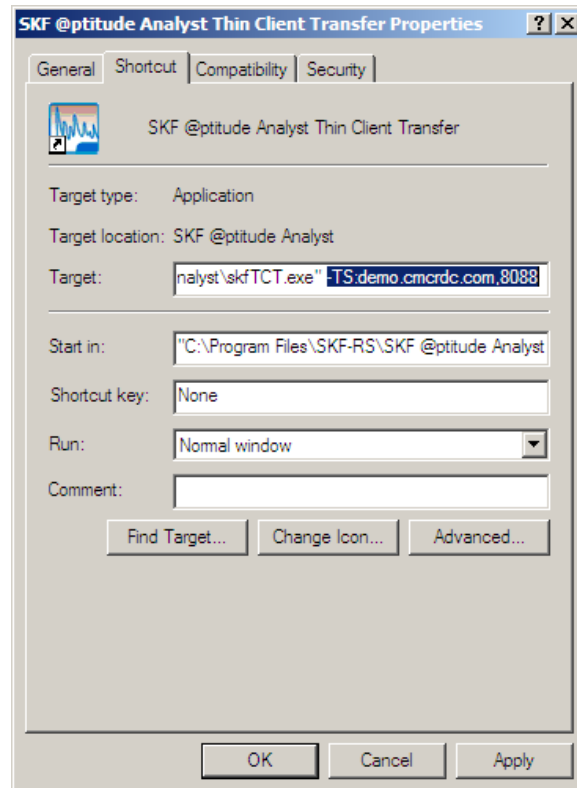 SKF @ptitude Analyst Thin Client Transfer Properties
General Shortcut Compatibility Security
SKF @ptitude Analyst Thin Client Transfer
Target type: Application
Target location: SKF @ptitude Analyst
Target: nalyst\skfTCT.exe" -TS:demo.cmcrdc.com,8088
Start in: "C:\Program Files\SKF-RS\SKF @ptitude Analyst
Shortcut key: None
Run: Normal window
Comment:
Find Target... Change Icon... Advanced...
OK Cancel Apply